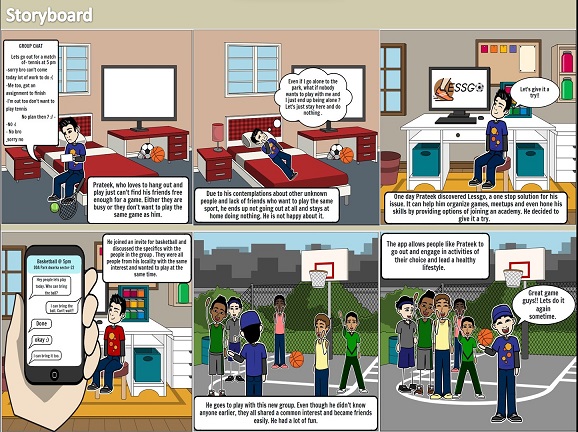 Storyboard
GROUP CHAT
Lets go out for a match
of- tennis at 5 pm
-sorry bro can't come
today lot of work to do :(
-Me too, got an
assignment to finish
-i'm out too don't want to
play tennis
No plan then ? :/ -
-No :(
- No bro
,sorry no
Prateek, who loves to hang out and
play just can't find his friends free
enough for a game. Either they are
busy or they don't want to play the
same game as him.
Even if I go alone to the
park, what if nobody
wants to play with me and
I just end up being alone ?
Let's just stay here and do
nothing .
Due to his contemplations about other unknown
people and lack of friends who want to play the same
sport, he ends up not going out at all and stays at
home doing nothing. He is not happy about it.
LESSGO
Let's give it a
try!!
One day Prateek discovered Lessgo, a one stop solution for his
issue. It can help him organize games, meetups and even hone his
skills by providing options of joining an academy. He decided to
give it a try.
Basketball @ 5pm
DDA Park dwarka sector- 22
Hey people lets play
today. Who can bring
the ball?
I can bring the
ball. Can't wait!!
Done
okay :)
I can bring it too.
He joined an invite for basketball and
discussed the specifics with the
people in the group. They were all
people from his locality with the same
interest and wanted to play at the
same time.
He goes to play with this new group. Even though he didn't know
anyone earlier, they all shared a common interest and became friends
easily. He had a lot of fun.
The app allows people like Prateek to
go out and engage in activities of
their choice and lead a healthy
lifestyle.
Great game
guys!! Lets do it
again
sometime.